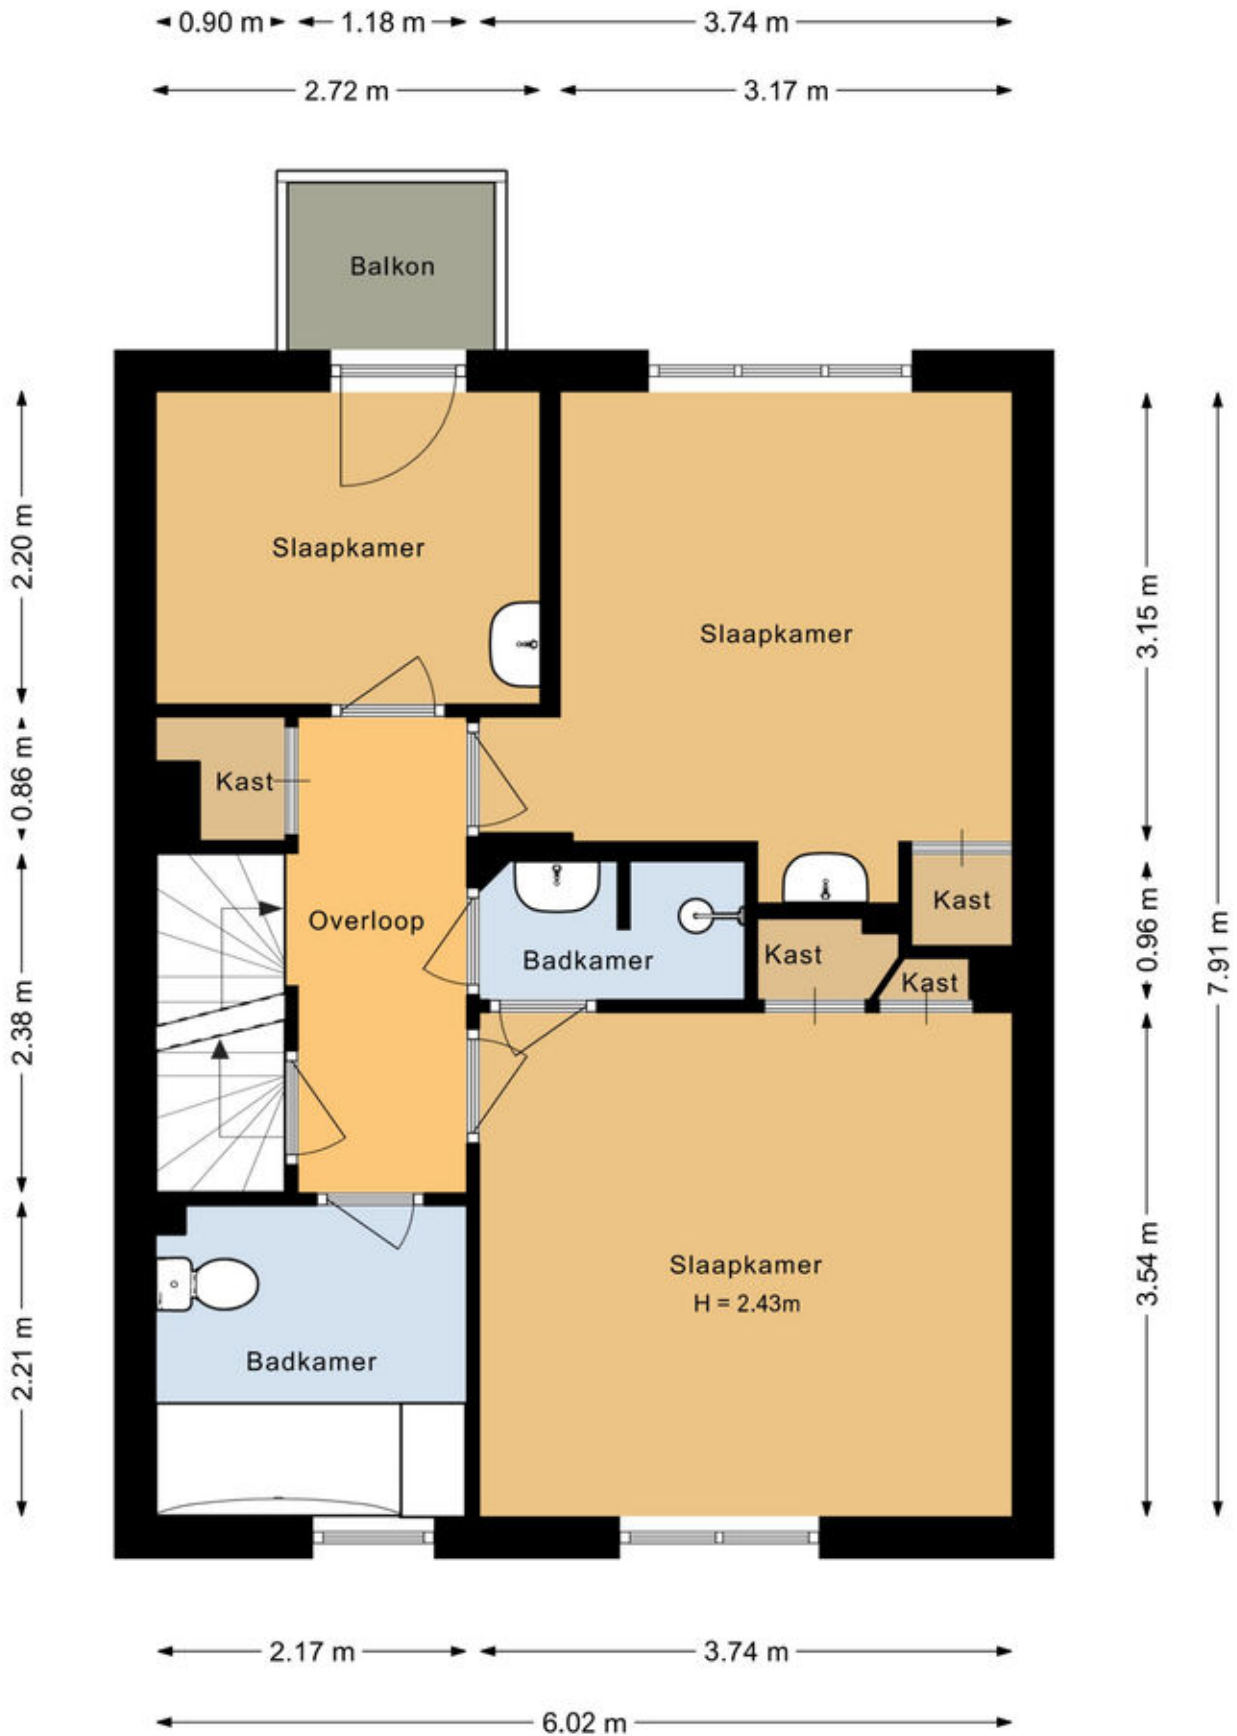 0.90 m
1.18 m
3.74 m
2.72 m
3.17 m
Balkon
Slaapkamer
2.20 m
Slaapkamer
3.15 m
0.86 m
Kast
Overloop
Kast
Kast
Badkamer
Kast
0.96 m
7.91 m
2.38 m
Slaapkamer
H = 2.43m
3.54 m
Badkamer
2.21 m
2.17 m
3.74 m
6.02 m